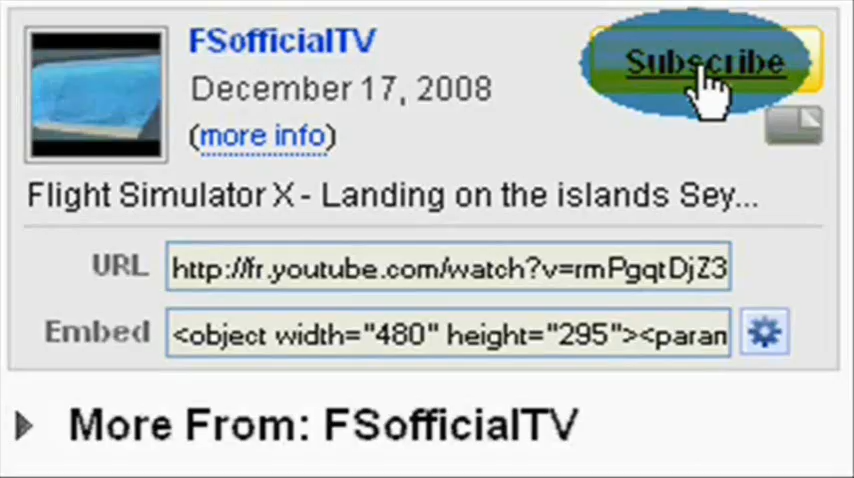 FSofficialTV
Subscribe
December 17, 2008
(more info)
Flight Simulator X - Landing on the islands Sey...
URL http://fr.youtube.com/watch?v=rmPgqtDjZ3
Embed <object width="480" height="295"><param
More From: FSofficialTV